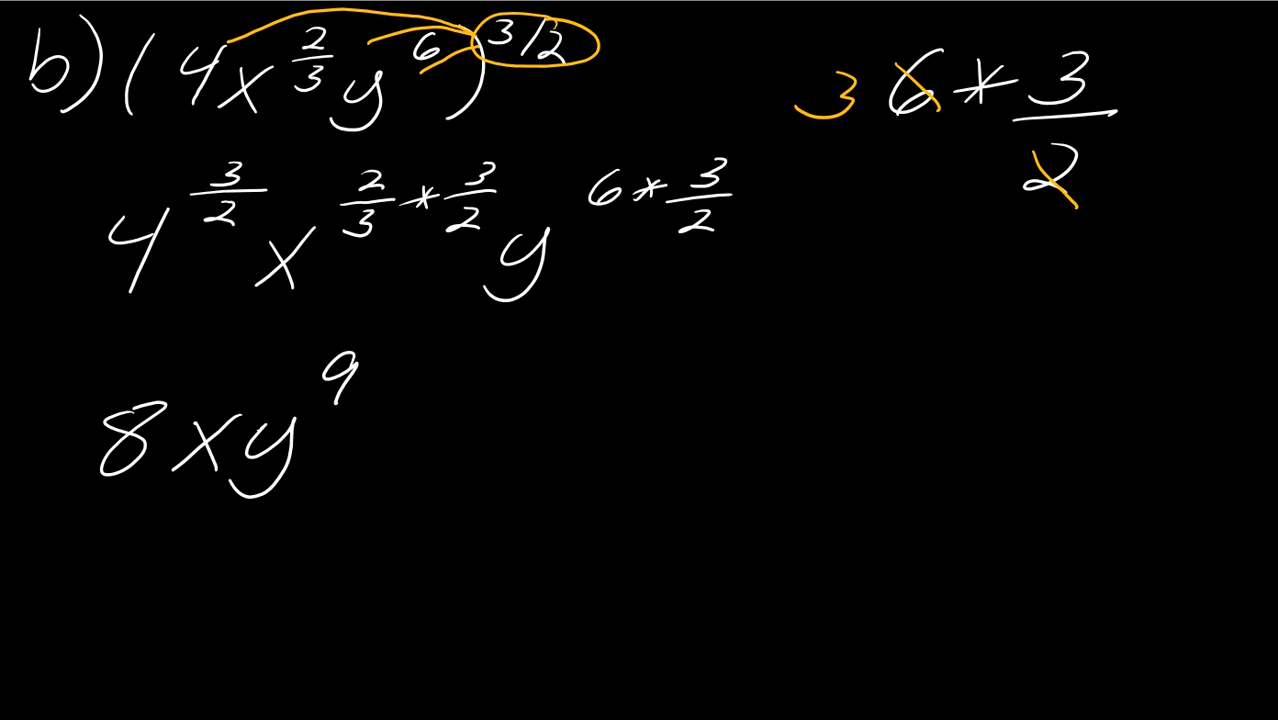 b) (4x^{2/3}y^6)^{3/2}
3 6 * 3/2
4^{3/2} x^{2/3 * 3/2} y^{6 * 3/2}
8xy^9